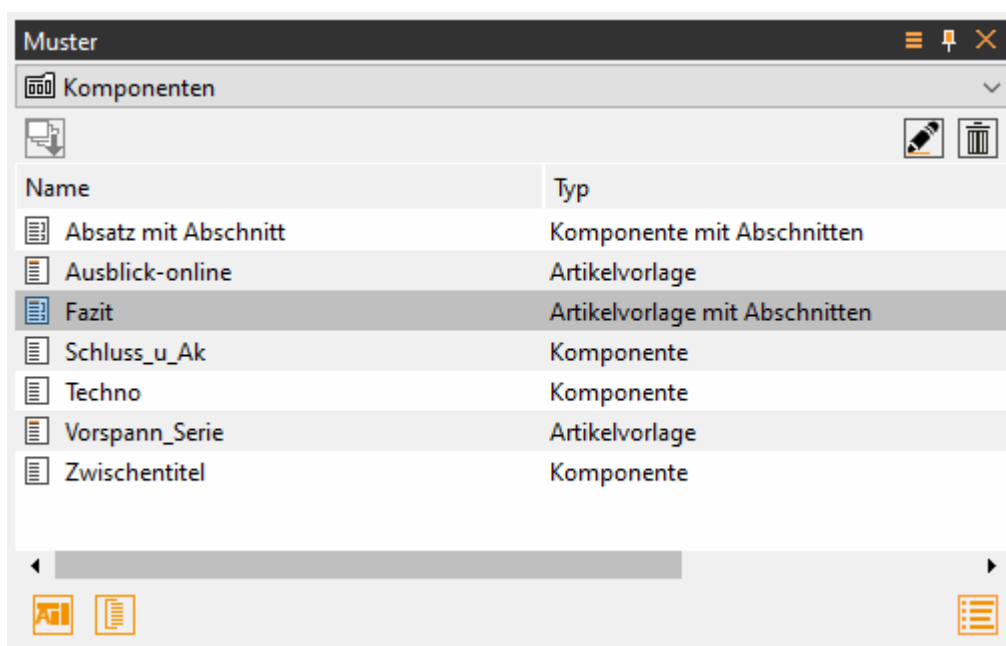 Muster
Komponenten
Name Typ
Absatz mit Abschnitt Komponente mit Abschnitten
Ausblick-online Artikelvorlage
Fazit Artikelvorlage mit Abschnitten
Schluss_u_Ak Komponente
Techno Komponente
Vorspann_Serie Artikelvorlage
Zwischentitel Komponente